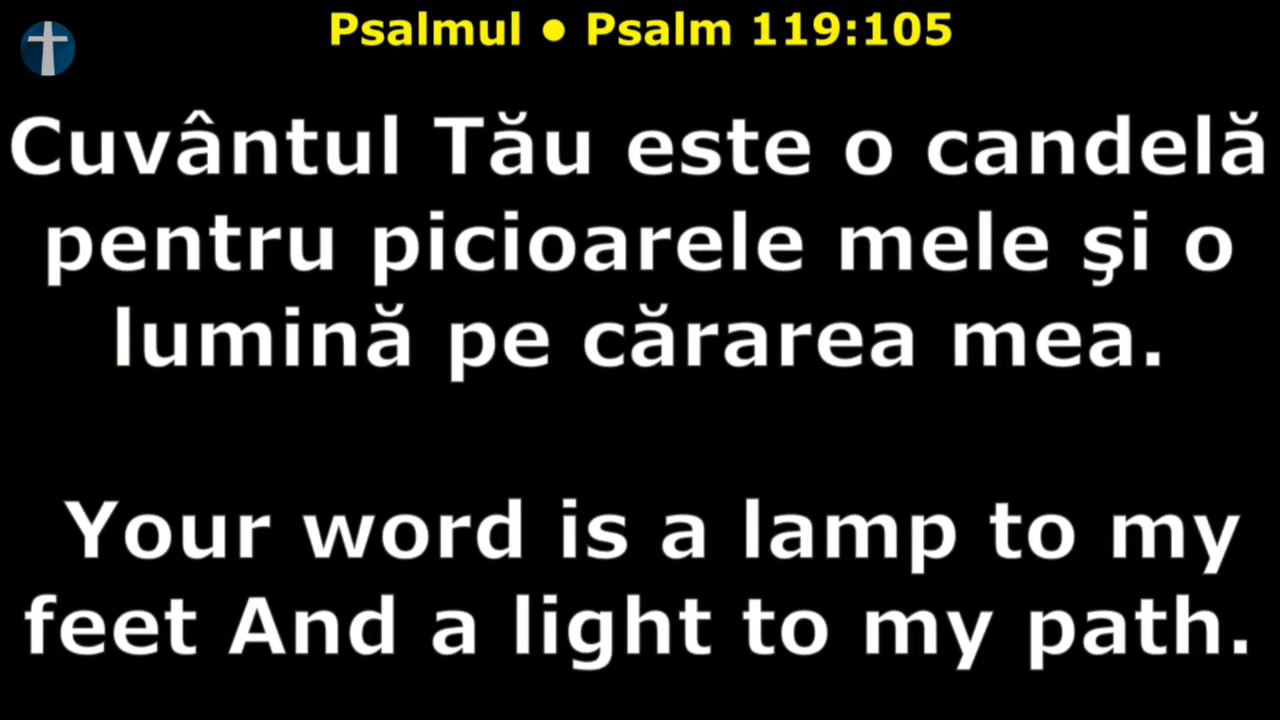 Psalmul ● Psalm 119:105
Cuvântul Tău este o candelă
pentru picioarele mele şi o
lumină pe cărarea mea.
Your word is a lamp to my
feet And a light to my path.